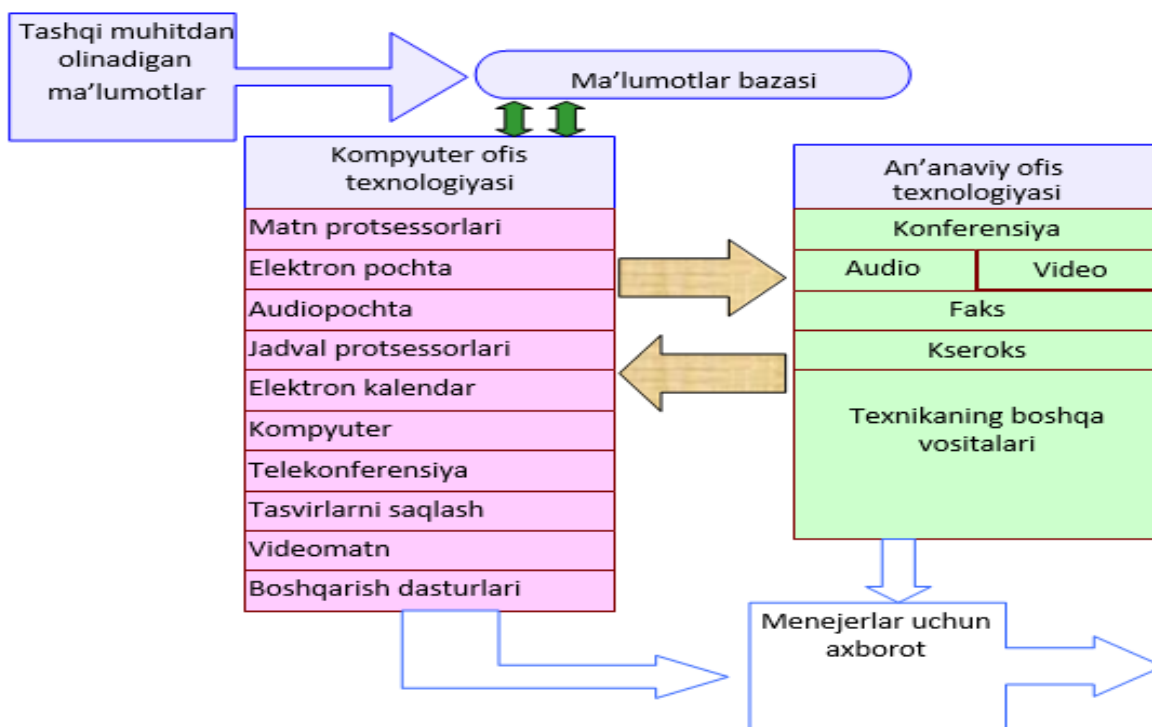 Tashqi muhitdan
olinadigan
ma’lumotlar
Ma’lumotlar bazasi
Kompyuter ofis
texnologiyasi
Matn protsessorlari
Elektron pochta
Audiopochta
Jadval protsessorlari
Elektron kalendar
Kompyuter
Telekonferensiya
Tasvirlarni saqlash
Videomatn
Boshqarish dasturlari
An’anaviy ofis
texnologiyasi
Konferensiya
Audio
Video
Faks
Kseroks
Texnikaning boshqa
vositalari
Menejerlar uchun
axborot